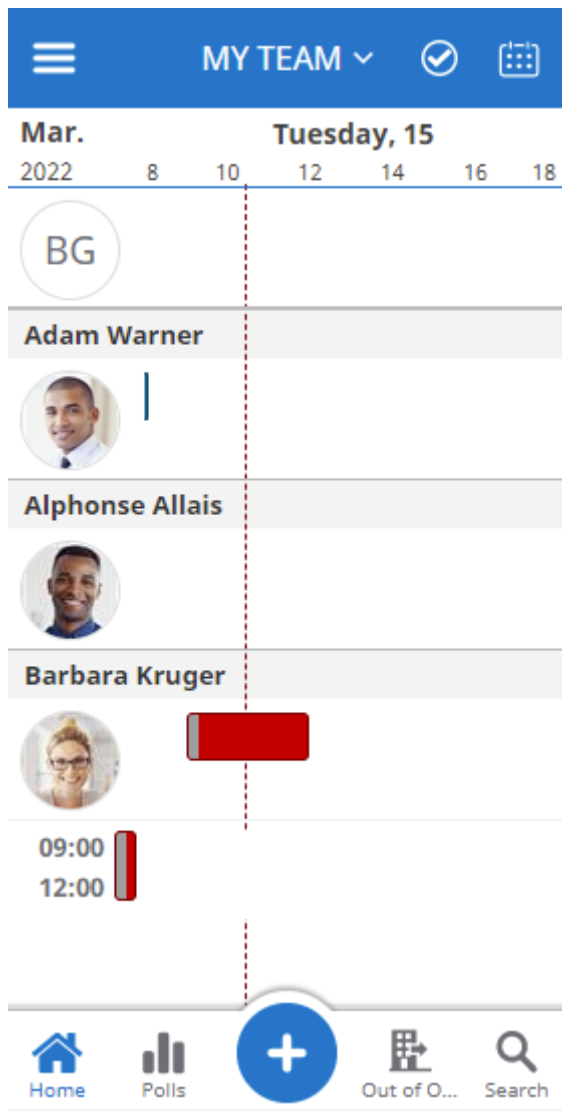 MY TEAM
Mar. Tuesday, 15
2022 8 10 12 14 16 18
BG
Adam Warner
Alphonse Allais
Barbara Kruger
09:00
12:00
Home Polls Out of O... Search